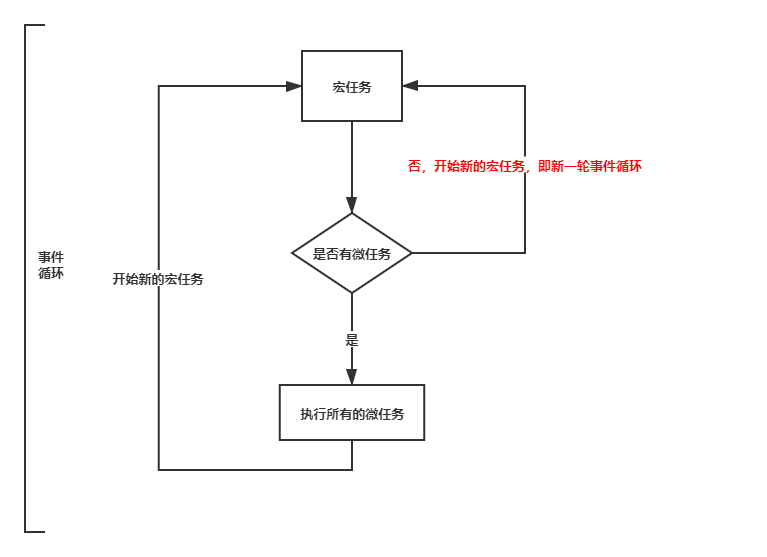 宏任务
否，开始新的宏任务，即新一轮事件循环
是否有微任务
事件
循环
开始新的宏任务
是
执行所有的微任务